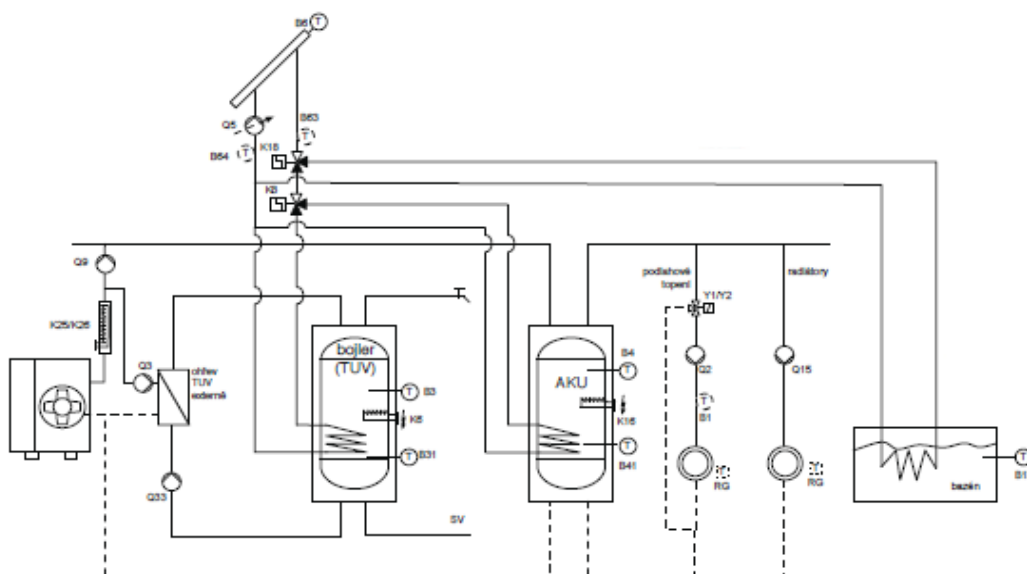 B6
T
Q5
B63
T
B64
T
K18
K8
Q9
podlahové
topení
radiátory
Y1/Y2
K25/K26
Q3
ohřev
TUV
externě
bojler
(TUV)
T
B3
K6
T
B31
AKU
B4
T
K16
T
B41
Q2
T
B1
Q15
RG
RG
T
bazén
Q33
SV